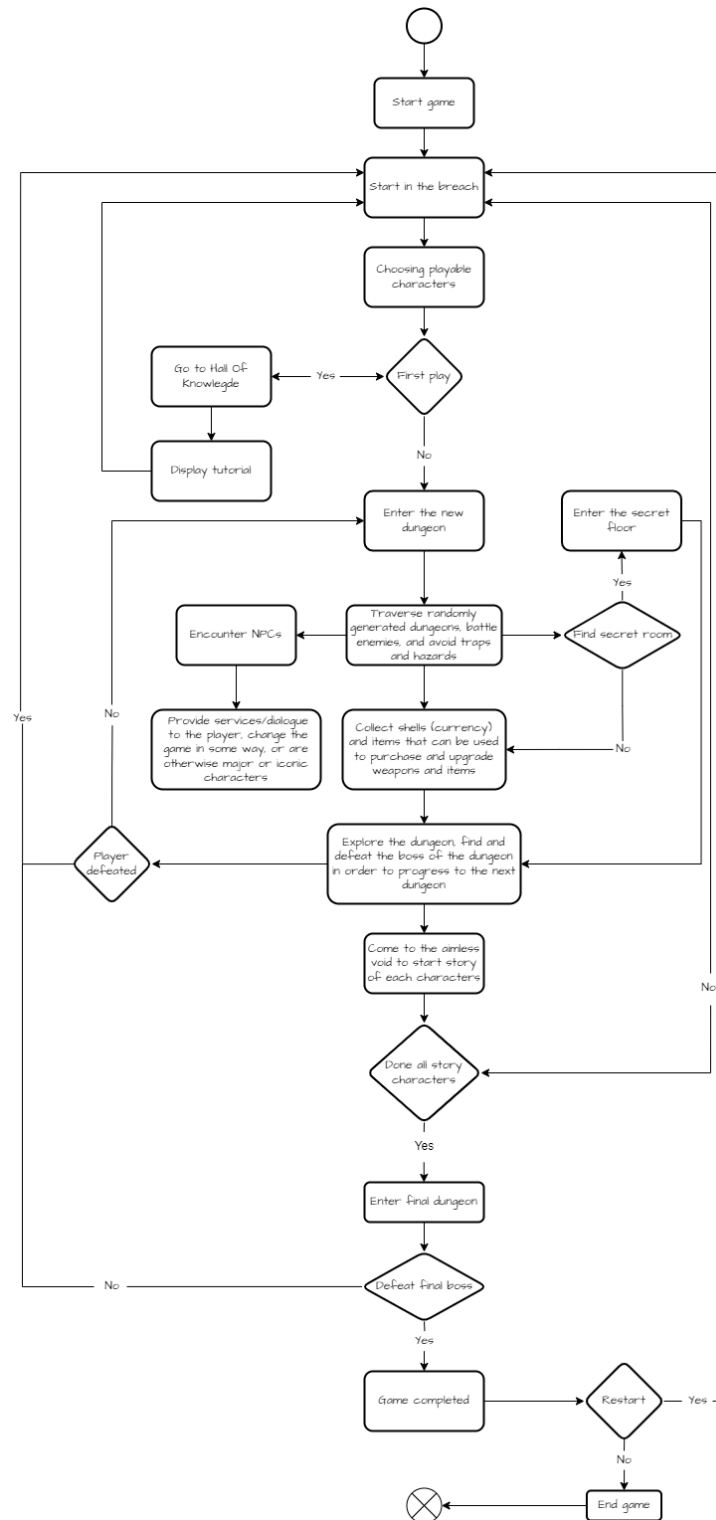 Start game
Start in the breach
Choosing playable
characters
First play
Yes
Go to Hall Of
Knowlegde
Display tutorial
No
Enter the new
dungeon
Enter the secret
floor
Yes
Find secret room
No
Traverse randomly
generated dungeons, battle
enemies, and avoid traps
and hazards
Encounter NPCs
Provide services/dialogue
to the player, change the
game in some way, or are
otherwise major or iconic
characters
Collect shells (currency)
and items that can be used
to purchase and upgrade
weapons and items
No
Yes
Player
defeated
Explore the dungeon, find and
defeat the boss of the dungeon
in order to progress to the next
dungeon
Come to the aimless
void to start story
of each characters
No
Done all story
characters
Yes
Enter final dungeon
Defeat final boss
No
Yes
Game completed
Restart
Yes
No
End game